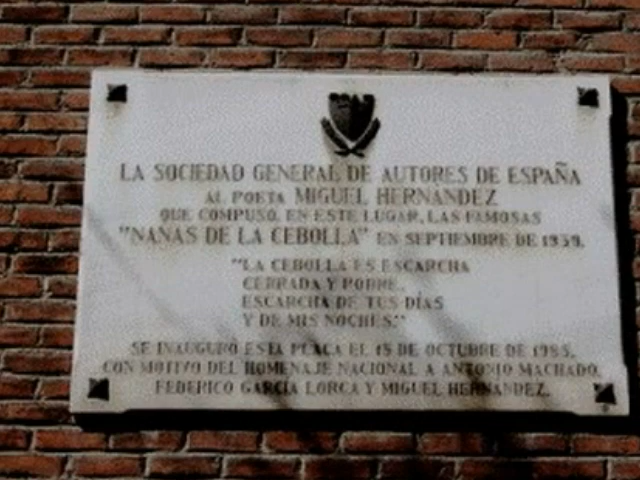 LA SOCIEDAD GENERAL DE AUTORES DE ESPAÑA
AL POETA MIGUEL HERNANDEZ
QUE COMPUSO, EN ESTE LUGAR, LAS FAMOSAS
"NANAS DE LA CEBOLLA" EN SEPTIEMBRE DE 1939.
"LA CEBOLLA ES ESCARCHA
CERRADA Y POBRE.
ESCARCHA DE TUS DÍAS
Y DE MIS NOCHES."
SE INAUGURO ESTA PLACA EL 15 DE OCTUBRE DE 1985,
CON MOTIVO DEL HOMENAJE NACIONAL A ANTONIO MACHADO,
FEDERICO GARCÍA LORCA Y MIGUEL HERNANDEZ.